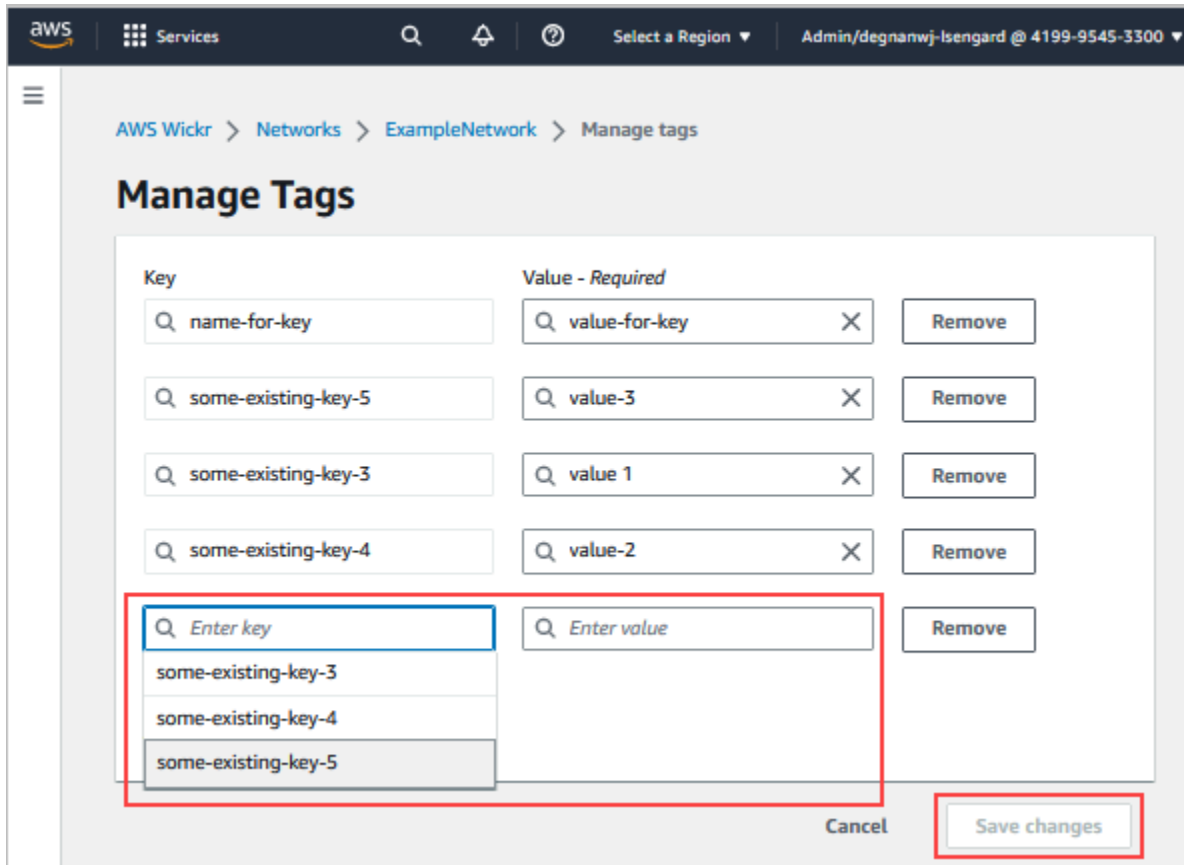 aws Services Select a Region ▼ Admin/degnanwj-Isengard @ 4199-9545-3300 ▼
AWS Wickr > Networks > ExampleNetwork > Manage tags
Manage Tags
Key Value - Required
name-for-key value-for-key Remove
some-existing-key-5 value-3 Remove
some-existing-key-3 value 1 Remove
some-existing-key-4 value-2 Remove
Enter key Enter value Remove
some-existing-key-3
some-existing-key-4
some-existing-key-5
Cancel Save changes